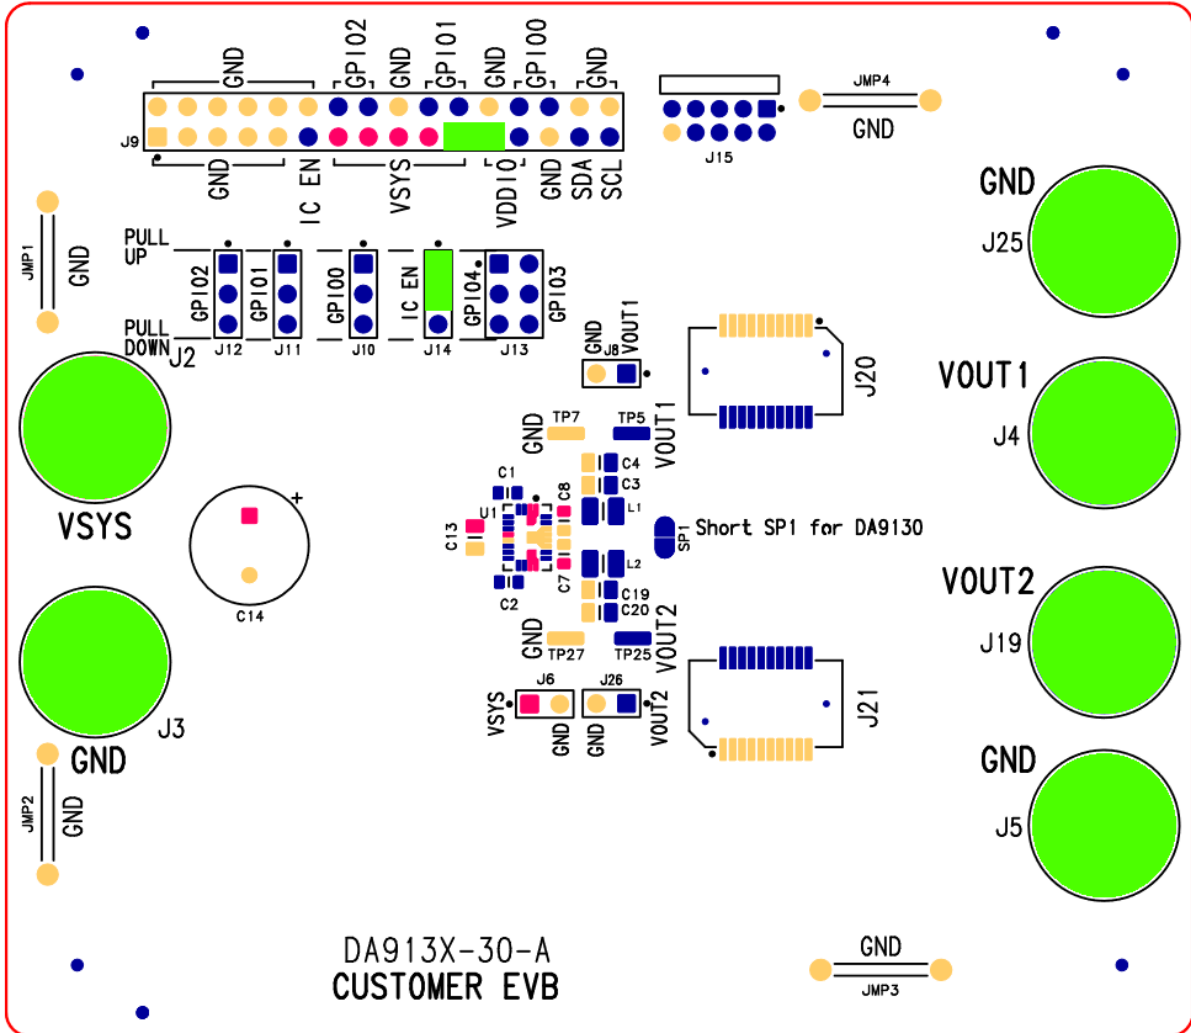 GND GPIO2 GND GPIO1 GND GPIO0 GND
J9
GND IC EN VSYS VDDIO GND SDA SCL
J15
JMP4
GND
GND
J25
JMP1
GND
PULL
UP
PULL
DOWN
GPIO2 GPIO1 GPIO0 IC EN GPIO4 GPIO3
J12 J11 J10 J14 J13
J2
VSYS
GND VOUT1
J8
J20
VOUT1
J4
TP7 TP5
GND VOUT1
C4
C3
C1
C8
U1
L1
C13
SP1
Short SP1 for DA9130
+
C14
C7
L2
C2
C19
C20
VOUT2
J19
GND VOUT2
TP27 TP25
J6 J26
VSYS GND GND VOUT2
J21
J3
GND
GND
J5
JMP2
GND
DA913X-30-A
CUSTOMER EVB
GND
JMP3